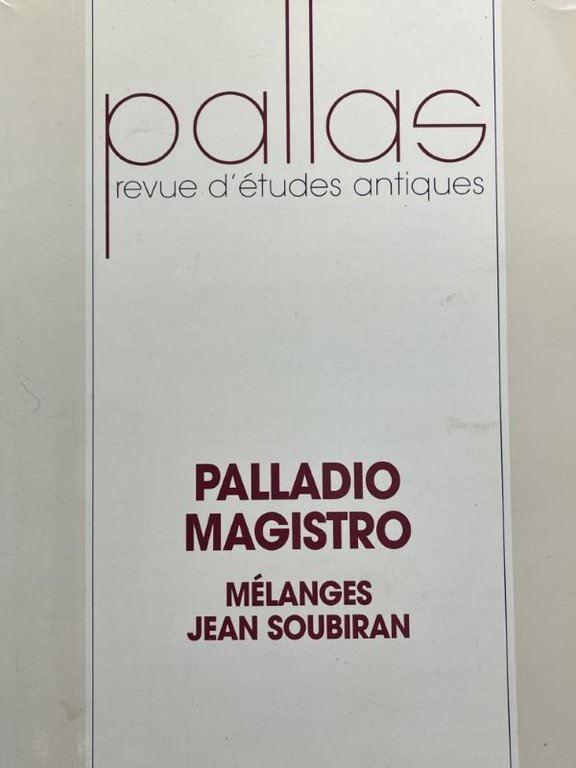 pallas
revue d'études antiques
PALLADIO
MAGISTRO
MÉLANGES
JEAN SOUBIRAN